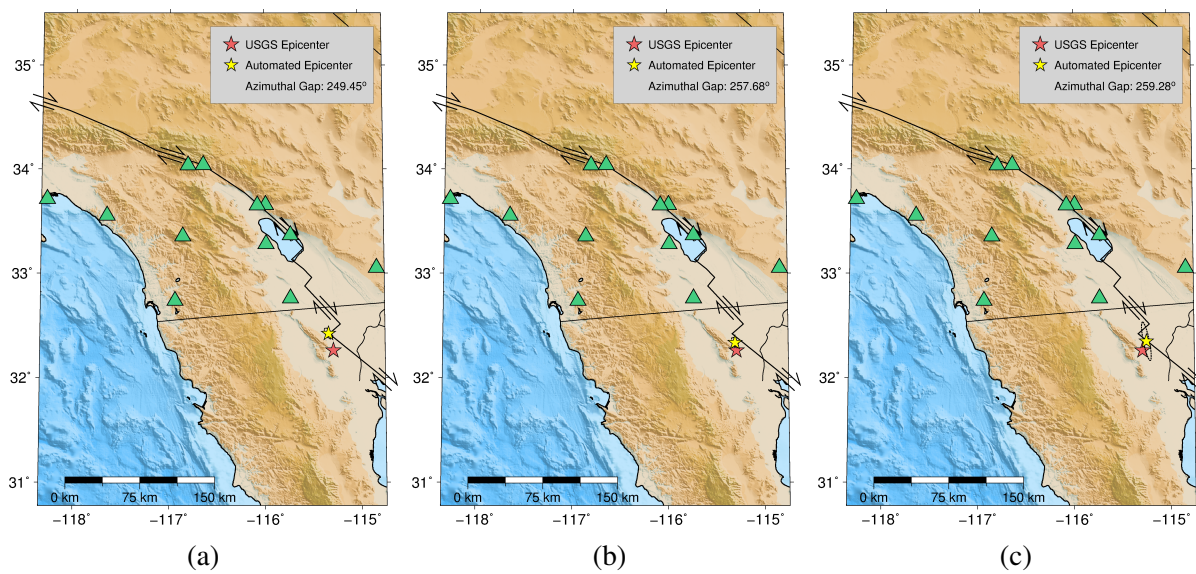 USGS Epicenter
Automated Epicenter
Azimuthal Gap: 249.45º
35˚
34˚
33˚
32˚
31˚
0 km 75 km 150 km
−118˚ −117˚ −116˚ −115˚
(a)
USGS Epicenter
Automated Epicenter
Azimuthal Gap: 257.68º
35˚
34˚
33˚
32˚
31˚
0 km 75 km 150 km
−118˚ −117˚ −116˚ −115˚
(b)
USGS Epicenter
Automated Epicenter
Azimuthal Gap: 259.28º
35˚
34˚
33˚
32˚
31˚
0 km 75 km 150 km
−118˚ −117˚ −116˚ −115˚
(c)